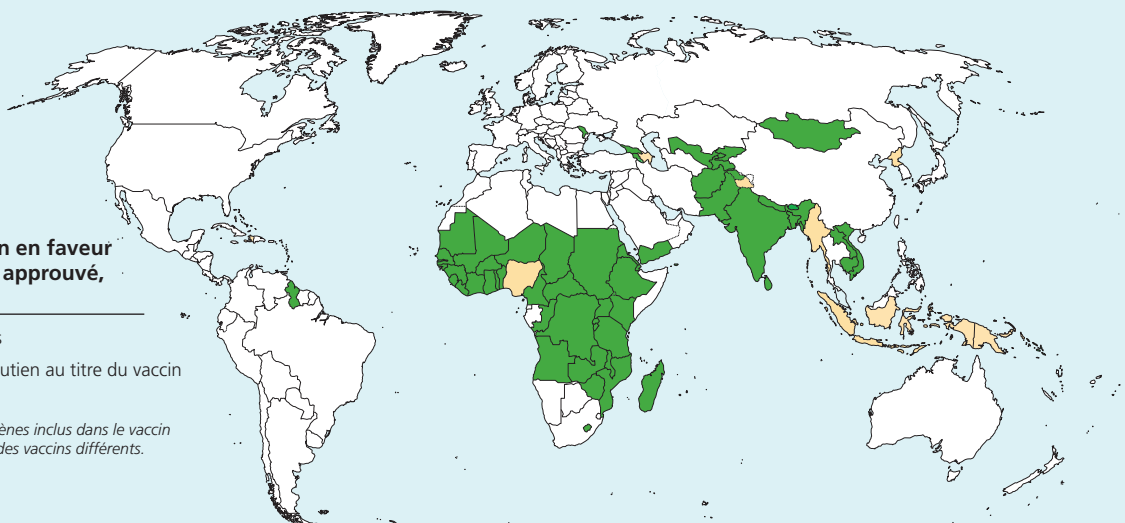 n en faveur
approuvé,
s
utien au titre du vaccin
ènes inclus dans le vaccin
des vaccins différents.